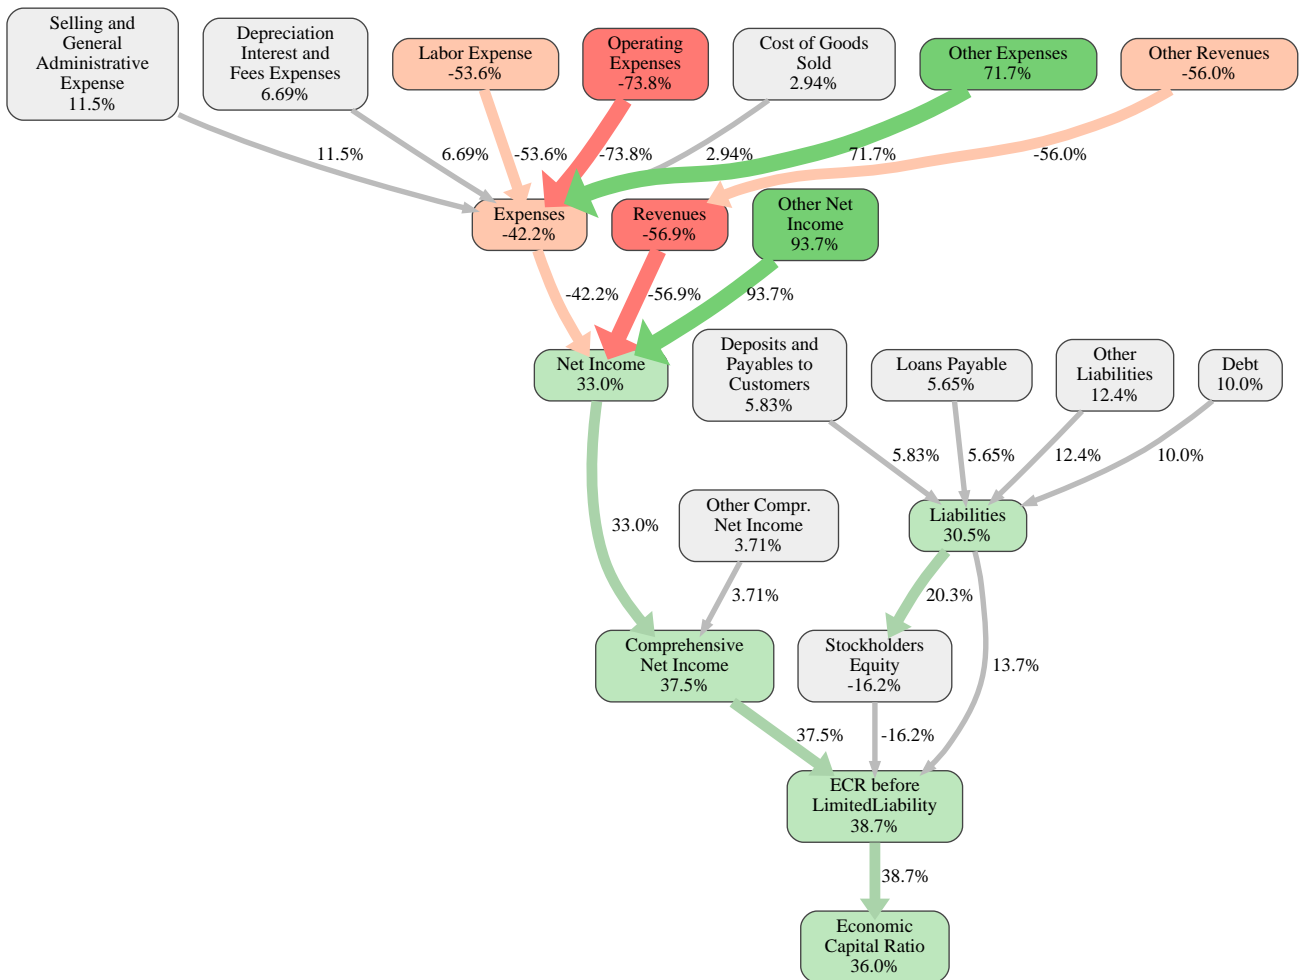 Selling and
General
Administrative
Expense
11.5%
Depreciation
Interest and
Fees Expenses
6.69%
Labor Expense
-53.6%
Operating
Expenses
-73.8%
Cost of Goods
Sold
2.94%
Other Expenses
71.7%
Other Revenues
-56.0%
11.5%
6.69%
-53.6%
-73.8%
2.94%
71.7%
-56.0%
Expenses
-42.2%
Revenues
-56.9%
Other Net
Income
93.7%
-42.2%
-56.9%
93.7%
Net Income
33.0%
Deposits and
Payables to
Customers
5.83%
Loans Payable
5.65%
Other
Liabilities
12.4%
Debt
10.0%
5.83%
5.65%
12.4%
10.0%
33.0%
Other Compr.
Net Income
3.71%
Liabilities
30.5%
3.71%
20.3%
13.7%
Comprehensive
Net Income
37.5%
Stockholders
Equity
-16.2%
37.5%
-16.2%
ECR before
LimitedLiability
38.7%
38.7%
Economic
Capital Ratio
36.0%